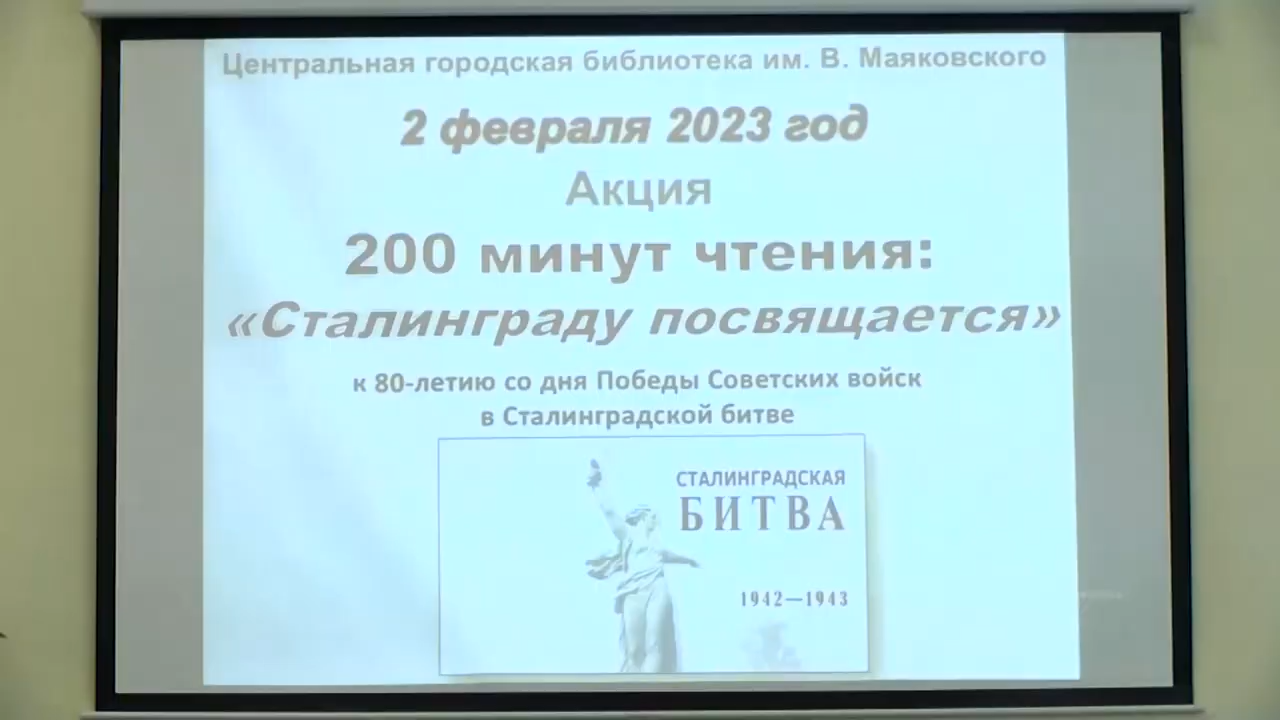 Центральная городская библиотека им. В. Маяковского
2 февраля 2023 год
Акция
200 минут чтения:
«Сталинграду посвящается»
к 80-летию со дня Победы Советских войск
в Сталинградской битве
СТАЛИНГРАДСКАЯ
БИТВА
1942—1943